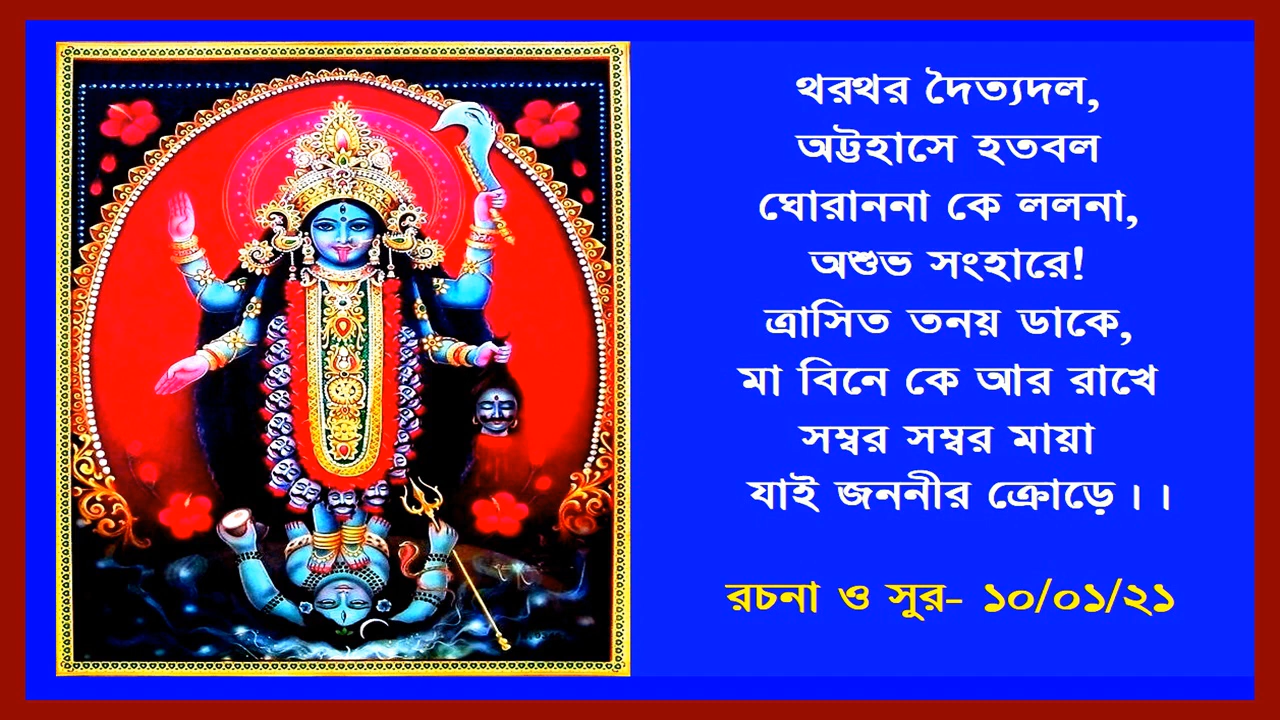 থরথর দৈত্যদল,
অট্টহাসে হতবল
ঘোরাননা কে ললনা,
অশুভ সংহারে!
ত্রাসিত তনয় ডাকে,
মা বিনে কে আর রাখে
সম্বর সম্বর মায়া
যাই জননীর ক্রোড়ে।।
রচনা ও সুর- ১০/০১/২১